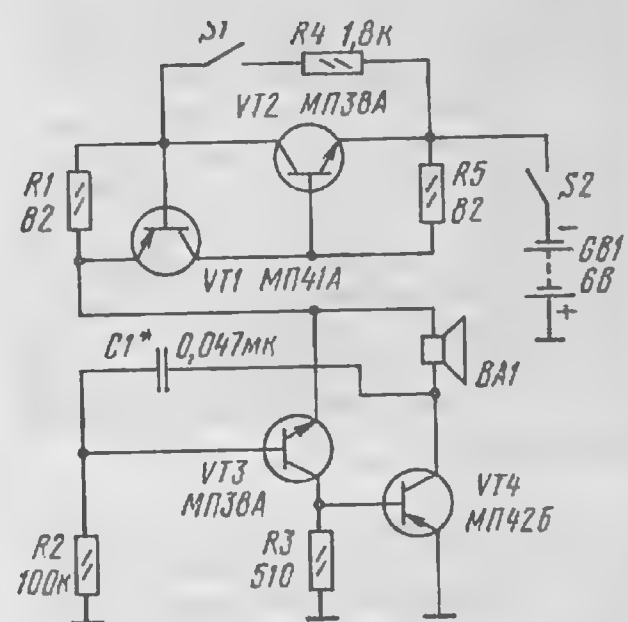 S1
R4 1,8к
VT2 МП38А
R1
82
R5
82
S2
GB1
6В
VT1 МП41А
C1* 0,047мк
BA1
VT3
МП38А
VT4
МП42Б
R2
100к
R3
510